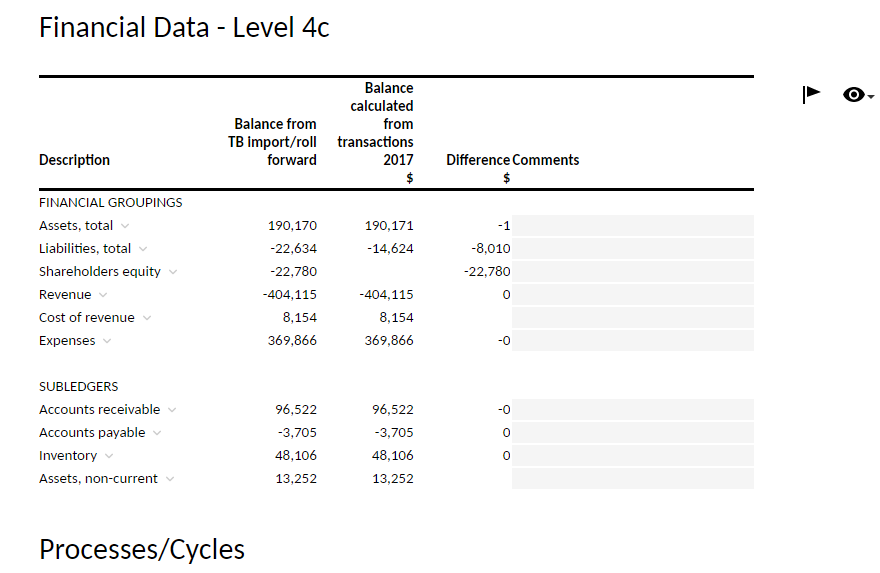 Financial Data - Level 4c
Balance
calculated
Balance from from
TB import/roll transactions
Description forward 2017 Difference Comments
$ $
FINANCIAL GROUPINGS
Assets, total 190,170 190,171 -1
Liabilities, total -22,634 -14,624 -8,010
Shareholders equity -22,780 -22,780
Revenue -404,115 -404,115 0
Cost of revenue 8,154 8,154
Expenses 369,866 369,866 -0
SUBLEDGERS
Accounts receivable 96,522 96,522 -0
Accounts payable -3,705 -3,705 0
Inventory 48,106 48,106 0
Assets, non-current 13,252 13,252
Processes/Cycles